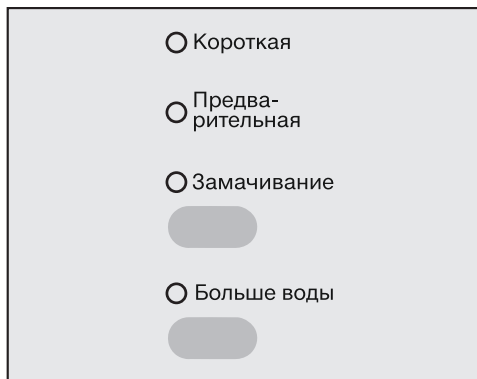 Короткая
Предва-
рительная
Замачивание
Больше воды